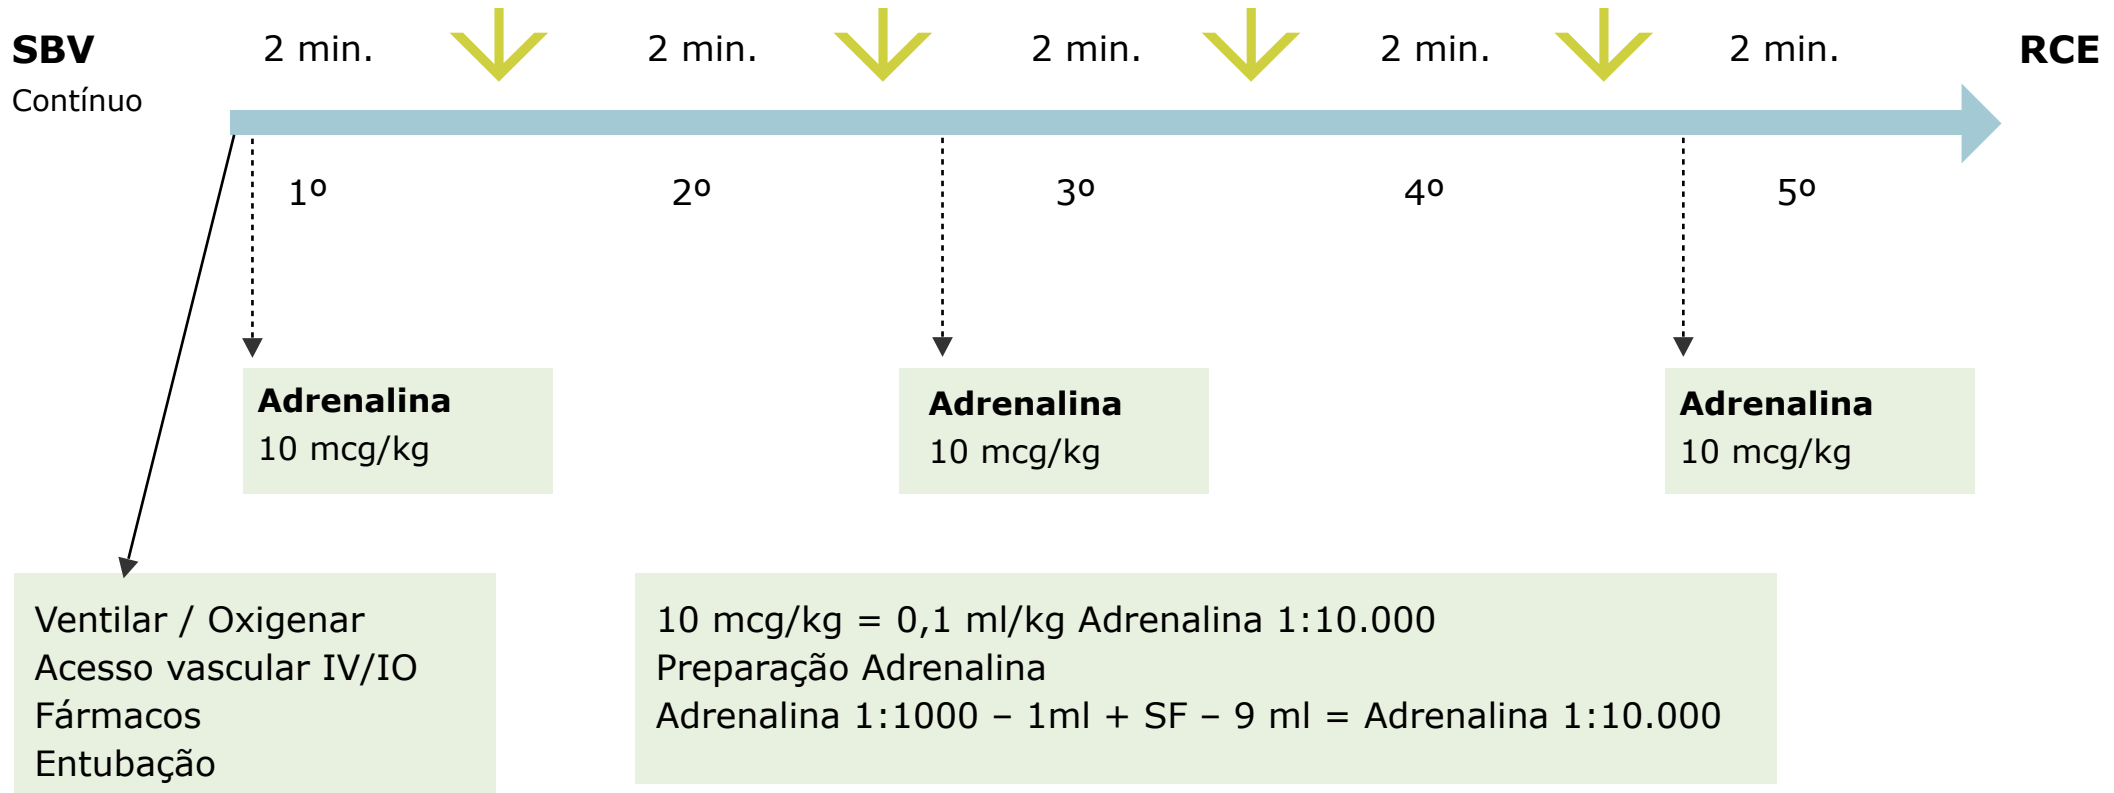 SBV
Contínuo
2 min.
2 min.
2 min.
2 min.
2 min.
RCE
1º
2º
3º
4º
5º
Adrenalina
10 mcg/kg
Adrenalina
10 mcg/kg
Adrenalina
10 mcg/kg
Ventilar / Oxigenar
Acesso vascular IV/IO
Fármacos
Entubação
10 mcg/kg = 0,1 ml/kg Adrenalina 1:10.000
Preparação Adrenalina
Adrenalina 1:1000 – 1ml + SF – 9 ml = Adrenalina 1:10.000